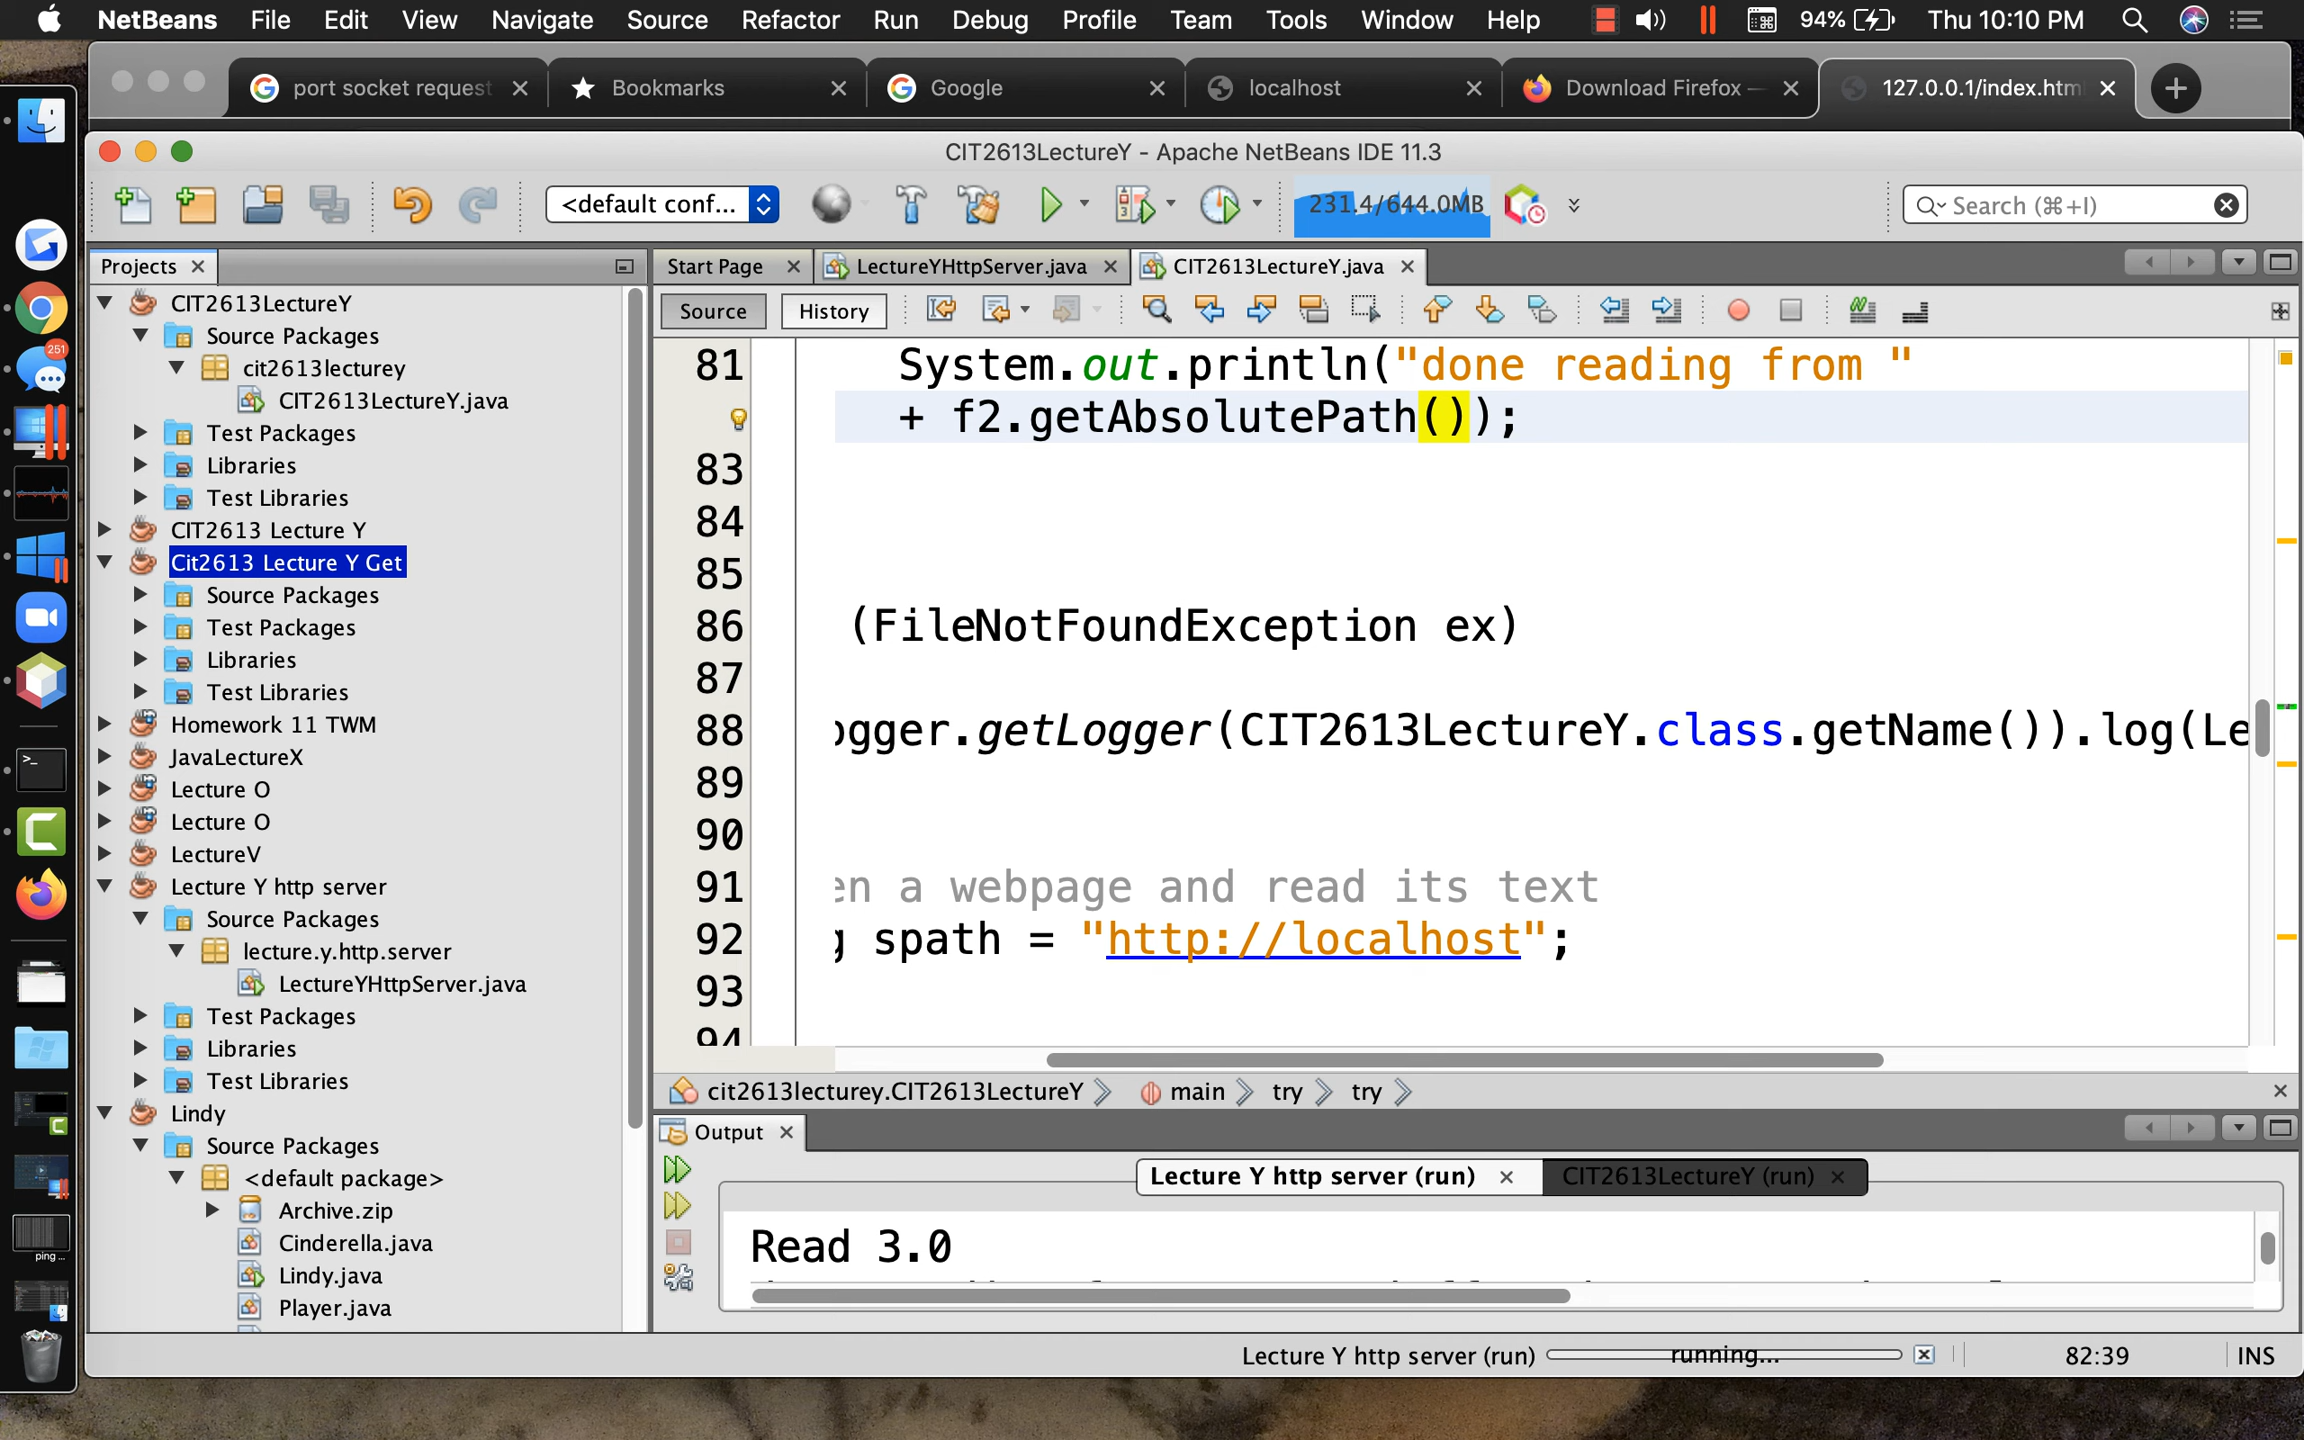 NetBeans File Edit View Navigate Source Refactor Run Debug Profile Team Tools Window Help 94% Thu 10:10 PM
port socket request Bookmarks Google localhost Download Firefox — 127.0.0.1/index.htm
CIT2613LectureY - Apache NetBeans IDE 11.3
<default conf... 231.4/644.0MB Search (⌘+I)
Projects
CIT2613LectureY
Source Packages
cit2613lecturey
CIT2613LectureY.java
Test Packages
Libraries
Test Libraries
CIT2613 Lecture Y
Cit2613 Lecture Y Get
Source Packages
Test Packages
Libraries
Test Libraries
Homework 11 TWM
JavaLectureX
Lecture O
Lecture O
LectureV
Lecture Y http server
Source Packages
lecture.y.http.server
LectureYHttpServer.java
Test Packages
Libraries
Test Libraries
Lindy
Source Packages
<default package>
Archive.zip
Cinderella.java
Lindy.java
Player.java
251
ping ...
Start Page LectureYHttpServer.java CIT2613LectureY.java
Source History
81 System.out.println("done reading from "
+ f2.getAbsolutePath());
83
84
85
86 (FileNotFoundException ex)
87
88 ogger.getLogger(CIT2613LectureY.class.getName()).log(Le
89
90
91 en a webpage and read its text
92 g spath = "http://localhost";
93
94
cit2613lecturey.CIT2613LectureY main try try
Output
Lecture Y http server (run) CIT2613LectureY (run)
Read 3.0
Lecture Y http server (run) running... 82:39 INS